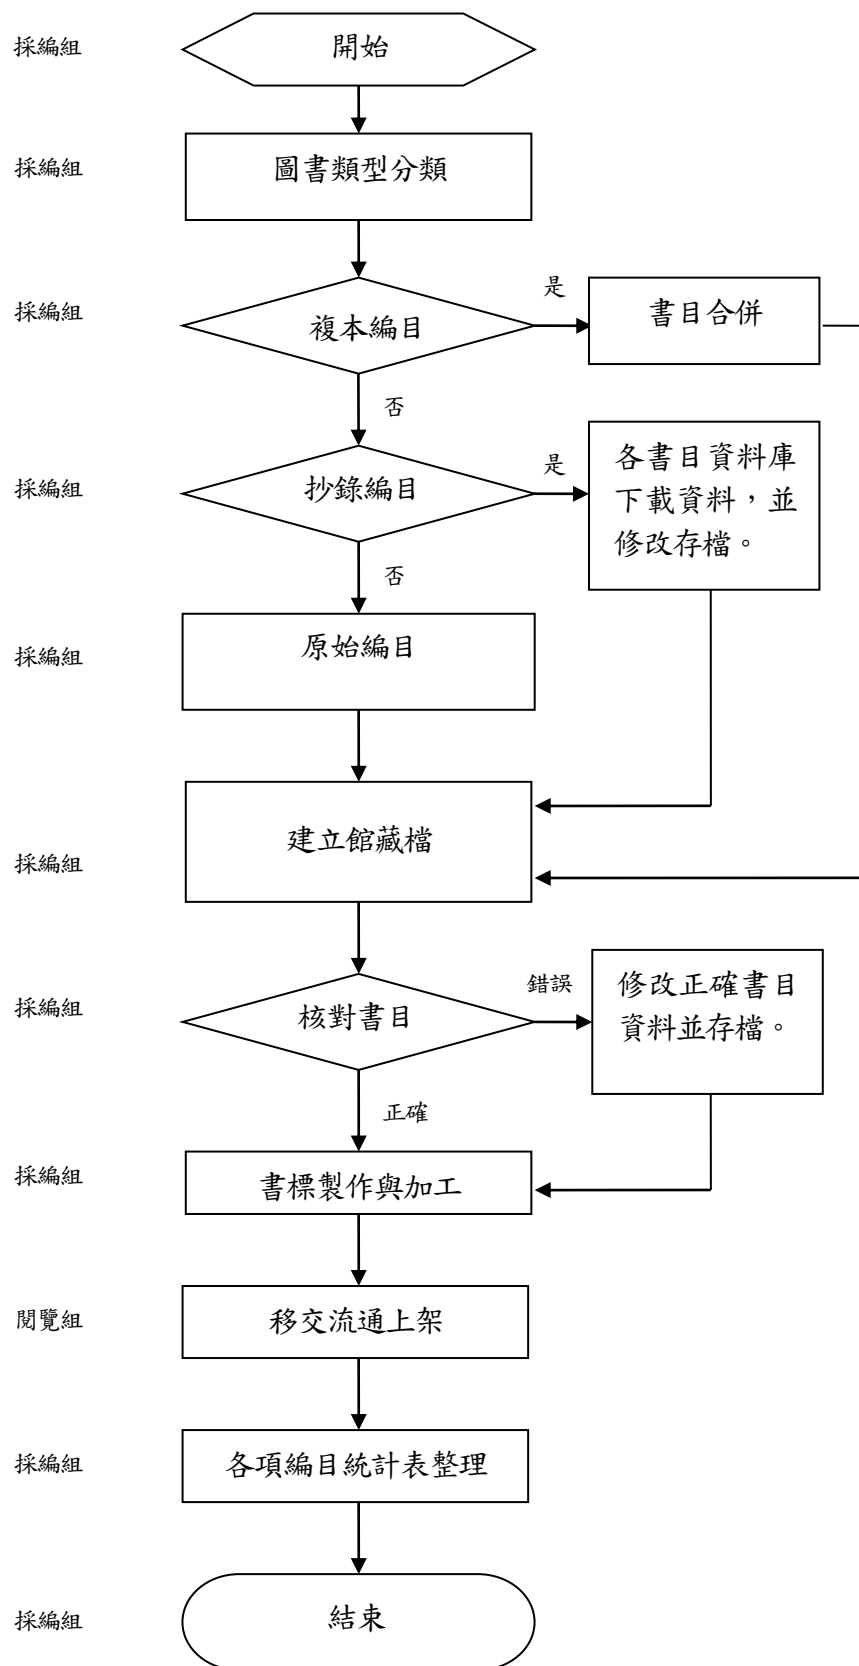 採編組
開始
採編組
圖書類型分類
採編組
複本編目
是
書目合併
否
採編組
抄錄編目
是
各書目資料庫
下載資料，並
修改存檔。
否
採編組
原始編目
採編組
建立館藏檔
採編組
核對書目
錯誤
修改正確書目
資料並存檔。
正確
採編組
書標製作與加工
閱覽組
移交流通上架
採編組
各項編目統計表整理
採編組
結束